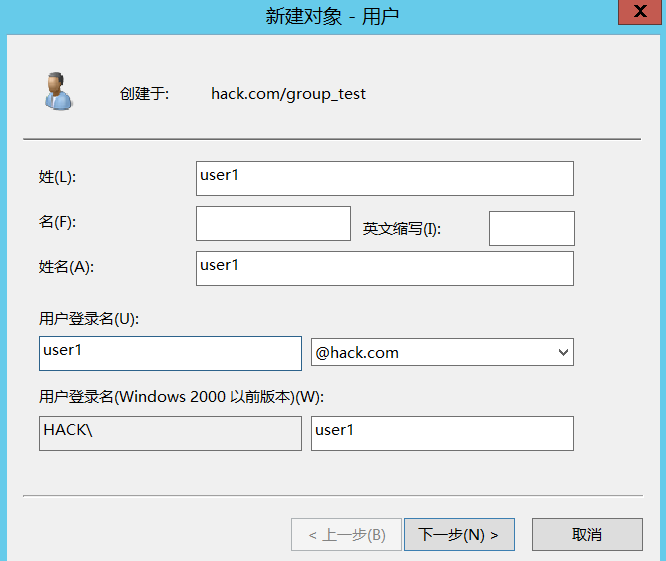 新建对象 - 用户
X
创建于: hack.com/group_test
姓(L): user1
名(F): 英文缩写(I):
姓名(A): user1
用户登录名(U):
user1 @hack.com
用户登录名(Windows 2000 以前版本)(W):
HACK\ user1
< 上一步(B) 下一步(N) > 取消